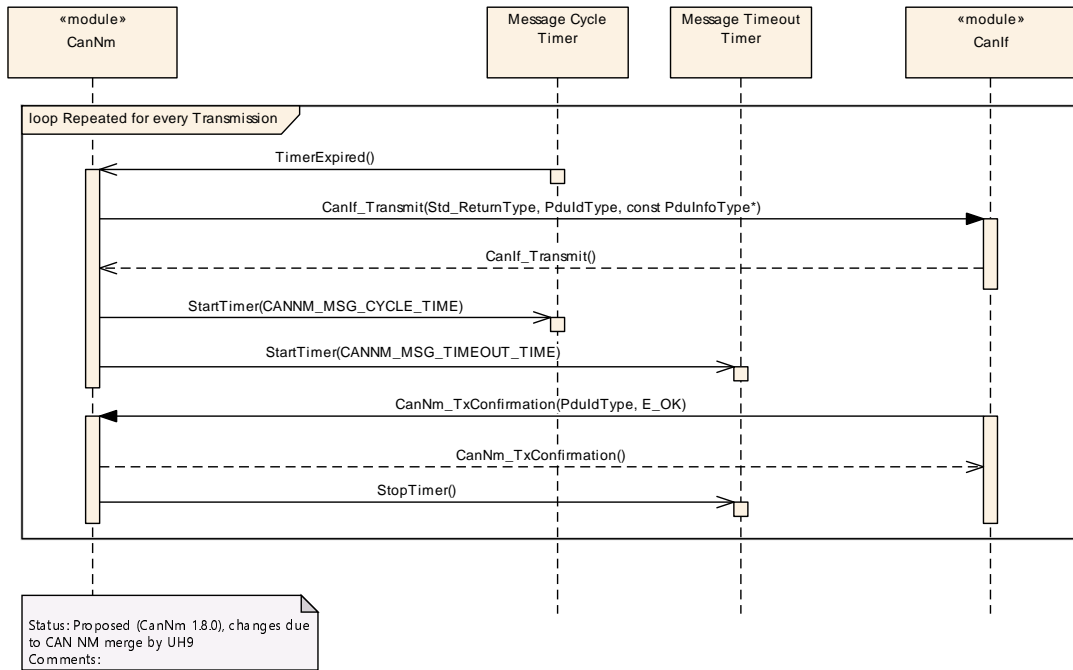 «module»
CanNm
Message Cycle
Timer
Message Timeout
Timer
«module»
CanIf
loop Repeated for every Transmission
TimerExpired()
CanIf_Transmit(Std_ReturnType, PduIdType, const PduInfoType*)
CanIf_Transmit()
StartTimer(CANNM_MSG_CYCLE_TIME)
StartTimer(CANNM_MSG_TIMEOUT_TIME)
CanNm_TxConfirmation(PduIdType, E_OK)
CanNm_TxConfirmation()
StopTimer()
Status: Proposed (CanNm 1.8.0), changes due
to CAN NM merge by UH9
Comments: